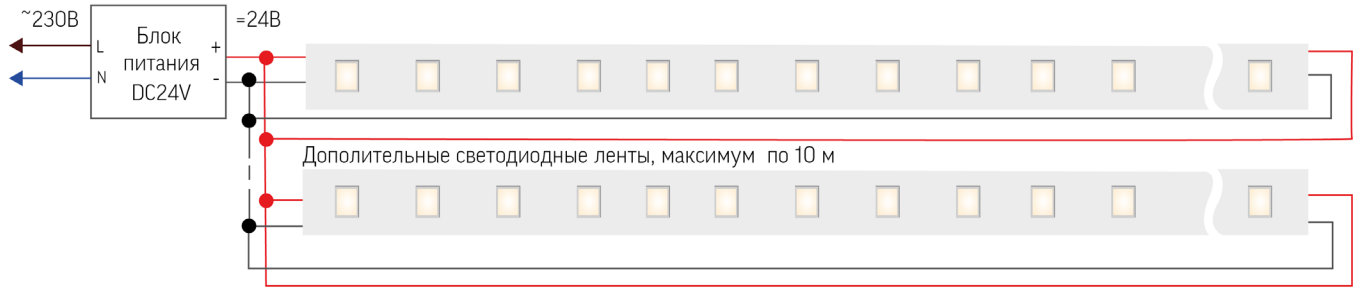 ~230В
=24В
Блок
питания
DC24V
L
N
+
-
Дополительные светодиодные ленты, максимум по 10 м